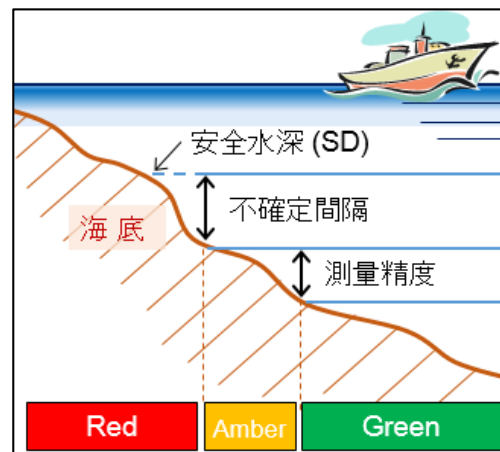 安全水深 (SD)
不確定間隔
海底
測量精度
Red
Amber
Green